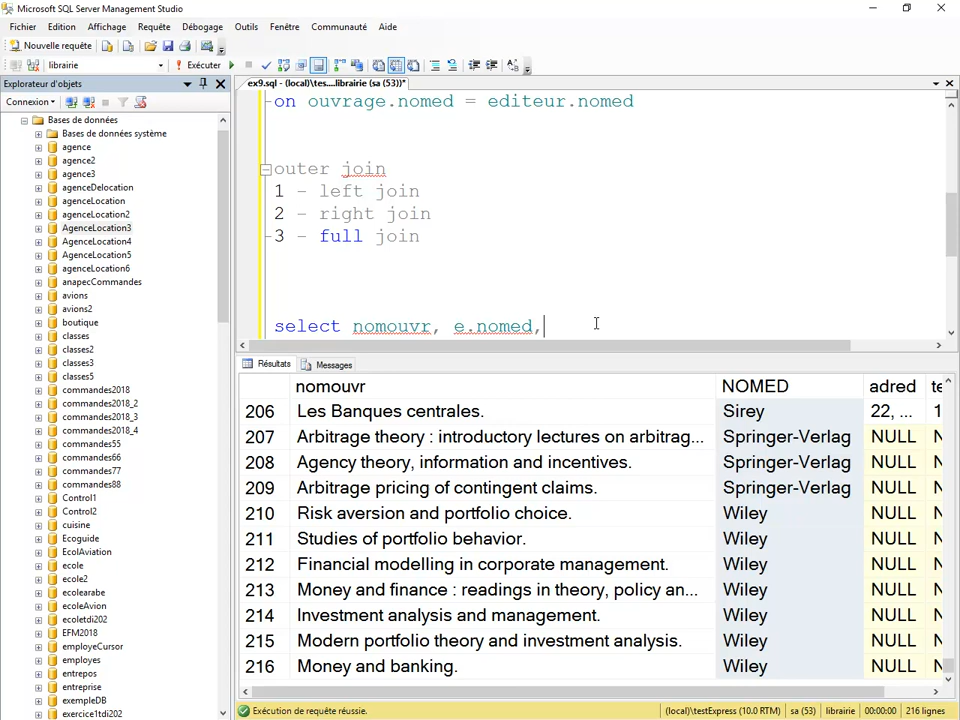 Microsoft SQL Server Management Studio
Fichier Edition Affichage Requête Débogage Outils Fenêtre Communauté Aide
Nouvelle requête
librairie Exécuter
Explorateur d'objets
ex9.sql - (local)\tes....librairie (sa (53))*
Connexion
Bases de données
Bases de données système
agence
agence2
agence3
agenceDelocation
agenceLocation
agenceLocation2
AgenceLocation3
AgenceLocation4
AgenceLocation5
agenceLocation6
anapecCommandes
avions
avions2
boutique
classes
classes2
classes3
classes5
commandes2018
commandes2018_2
commandes2018_3
commandes2018_4
commandes55
commandes66
commandes77
commandes88
Control1
Control2
cuisine
Ecoguide
EcolAviation
ecole
ecole2
ecolearabe
ecoleAvion
ecoletdi202
EFM2018
employeCursor
employes
entrepos
entreprise
exempleDB
exercice1tdi202
on ouvrage.nomed = editeur.nomed
outer join
1 - left join
2 - right join
3 - full join
select nomouvr, e.nomed,
Résultats Messages
nomouvr NOMED adred te
206 Les Banques centrales. Sirey 22, ... 1
207 Arbitrage theory : introductory lectures on arbitrag... Springer-Verlag NULL N
208 Agency theory, information and incentives. Springer-Verlag NULL N
209 Arbitrage pricing of contingent claims. Springer-Verlag NULL N
210 Risk aversion and portfolio choice. Wiley NULL N
211 Studies of portfolio behavior. Wiley NULL N
212 Financial modelling in corporate management. Wiley NULL N
213 Money and finance : readings in theory, policy an... Wiley NULL N
214 Investment analysis and management. Wiley NULL N
215 Modern portfolio theory and investment analysis. Wiley NULL N
216 Money and banking. Wiley NULL N
Exécution de requête réussie. (local)\testExpress (10.0 RTM) sa (53) librairie 00:00:00 216 lignes